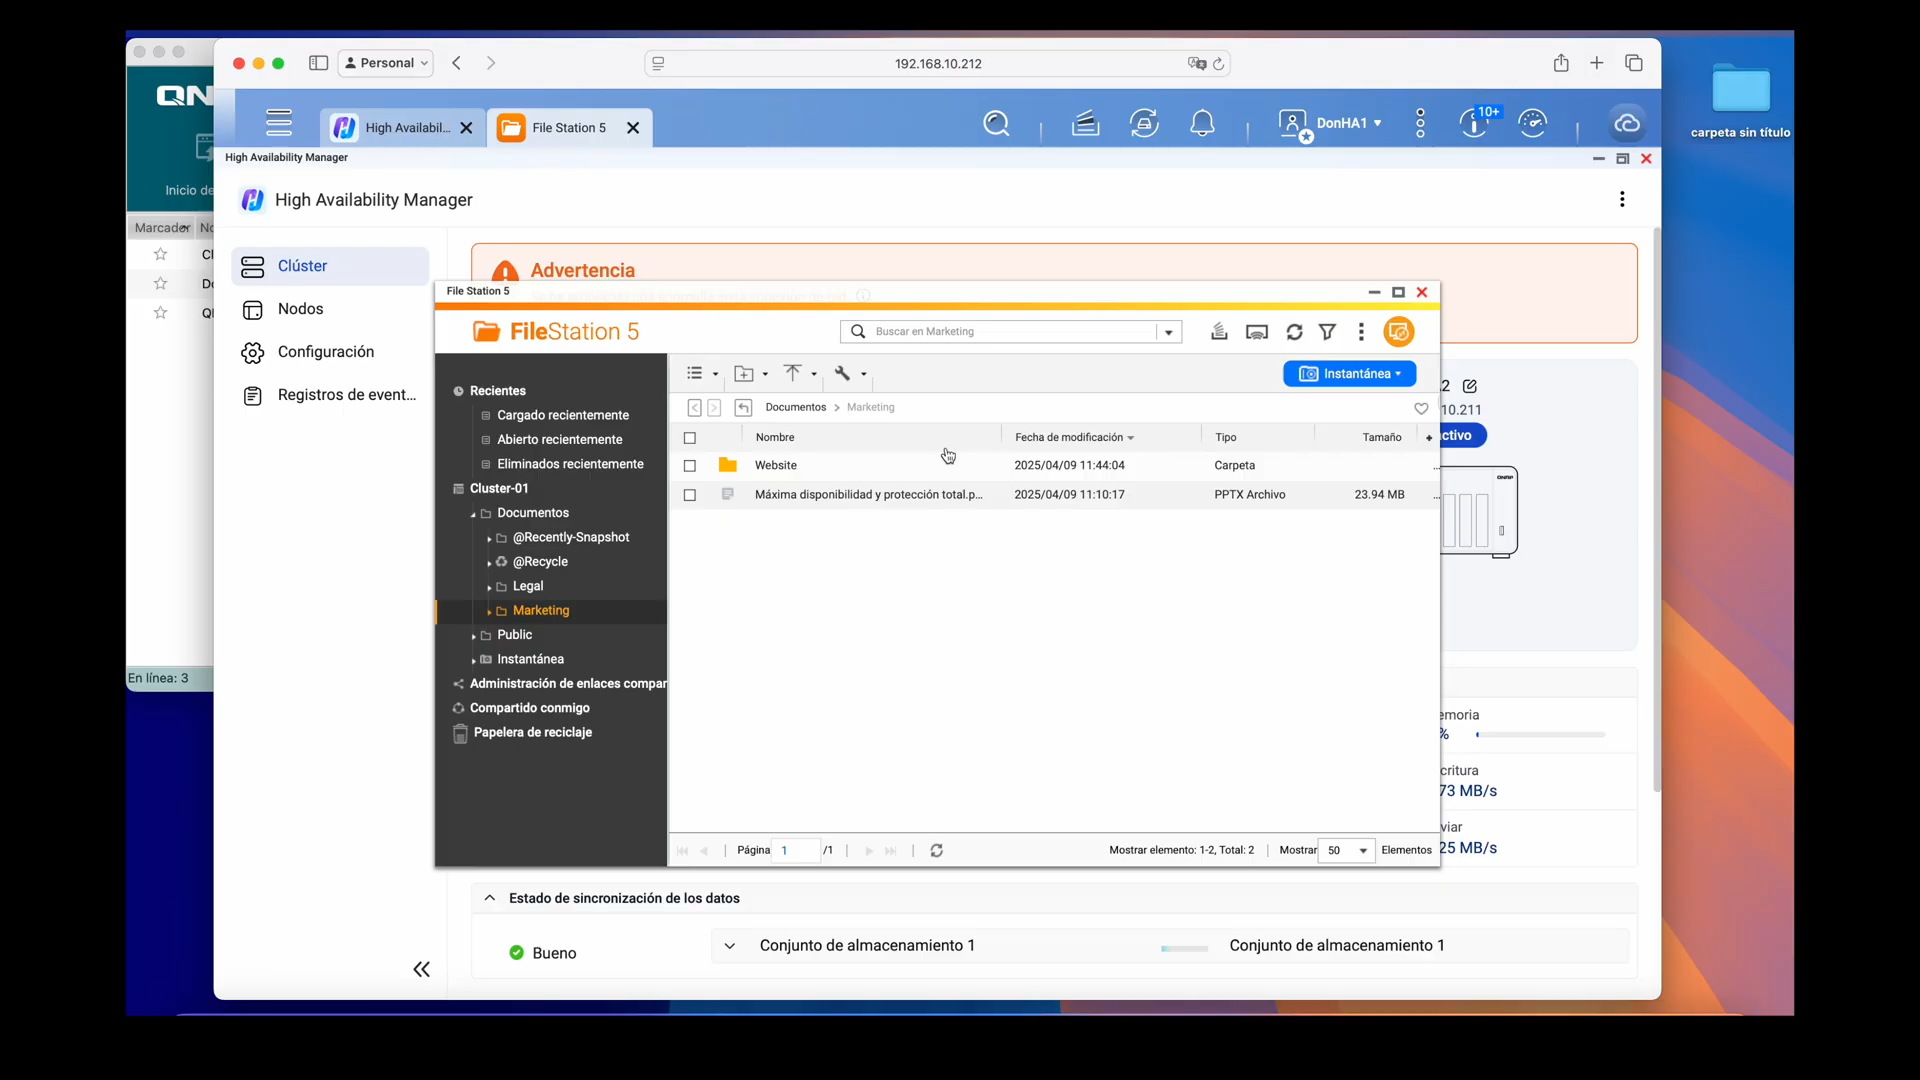 carpeta sin título
Personal
192.168.10.212
QN
Inicio de
Marcador
No
Cl
Do
Ql
En línea: 3
High Availabil...
File Station 5
DonHA1
10+
High Availability Manager
High Availability Manager
Clúster
Nodos
Configuración
Registros de event...
Advertencia
File Station 5
FileStation 5
Buscar en Marketing
Instantánea
Recientes
Cargado recientemente
Abierto recientemente
Eliminados recientemente
Cluster-01
Documentos
@Recently-Snapshot
@Recycle
Legal
Marketing
Public
Instantánea
Administración de enlaces compar
Compartido conmigo
Papelera de reciclaje
Documentos > Marketing
Nombre Fecha de modificación Tipo Tamaño
Website 2025/04/09 11:44:04 Carpeta ...
Máxima disponibilidad y protección total.p... 2025/04/09 11:10:17 PPTX Archivo 23.94 MB ...
Página 1 /1
Mostrar elemento: 1-2, Total: 2 Mostrar 50 Elementos
2
10.211
ctivo
QNAP
emoria
%
critura
73 MB/s
viar
25 MB/s
Estado de sincronización de los datos
Bueno
Conjunto de almacenamiento 1
Conjunto de almacenamiento 1